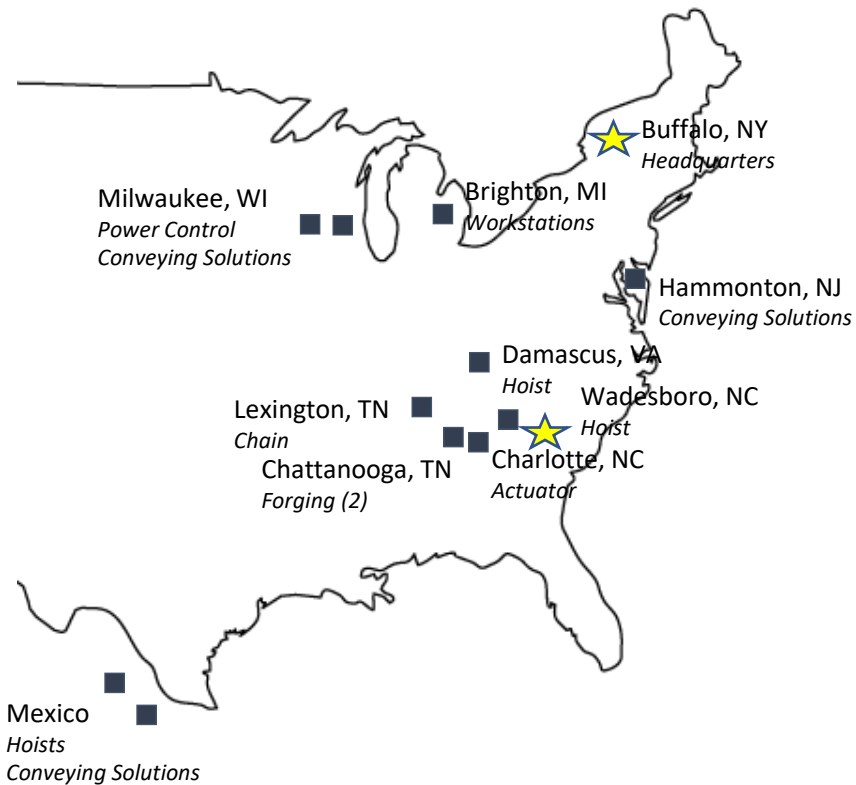 Buffalo, NY
Headquarters
Milwaukee, WI
Power Control
Conveying Solutions
Brighton, MI
Workstations
Hammonton, NJ
Conveying Solutions
Damascus, VA
Hoist
Wadesboro, NC
Hoist
Lexington, TN
Chain
Charlotte, NC
Actuator
Chattanooga, TN
Forging (2)
Mexico
Hoists
Conveying Solutions